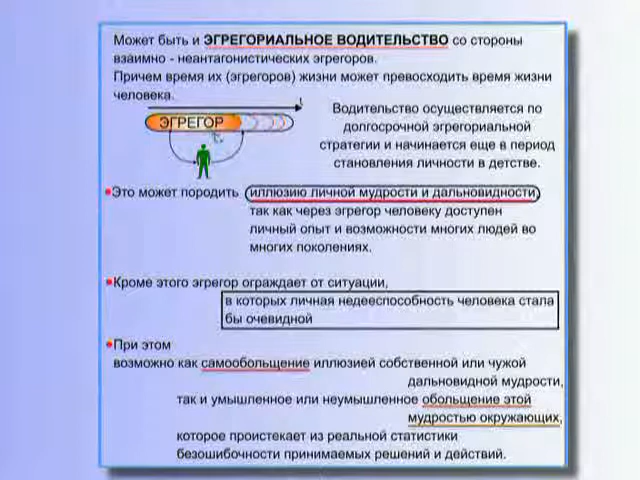 Может быть и ЭГРЕГОРИАЛЬНОЕ ВОДИТЕЛЬСТВО со стороны
взаимно - неантагонистических эгрегоров.
Причем время их (эгрегоров) жизни может превосходить время жизни
человека.
t
ЭГРЕГОР
Водительство осуществляется по
долгосрочной эгрегориальной
стратегии и начинается еще в период
становления личности в детстве.
Это может породить иллюзию личной мудрости и дальновидности,
так как через эгрегор человеку доступен
личный опыт и возможности многих людей во
многих поколениях.
Кроме этого эгрегор ограждает от ситуации,
в которых личная недееспособность человека стала
бы очевидной
При этом
возможно как самообольщение иллюзией собственной или чужой
дальновидной мудрости,
так и умышленное или неумышленное обольщение этой
мудростью окружающих,
которое проистекает из реальной статистики
безошибочности принимаемых решений и действий.